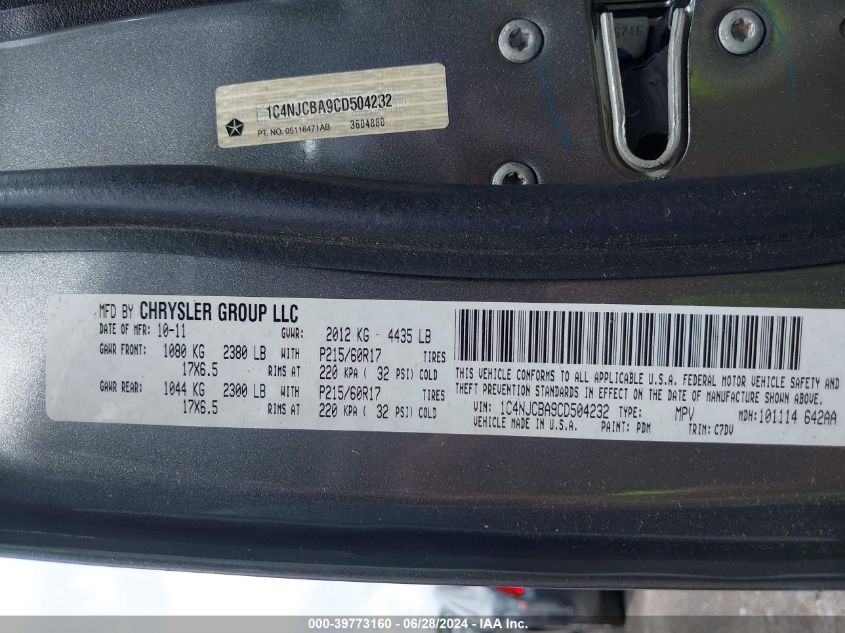 1C4NJCBA9CD504232
PT. NO. 05116471AB 3604880
MFD BY CHRYSLER GROUP LLC
DATE OF MFR: 10-11 GVWR: 2012 KG - 4435 LB
GAWR FRONT: 1080 KG 2380 LB WITH P215/60R17 TIRES
17X6.5 RIMS AT 220 KPA ( 32 PSI) COLD
GAWR REAR: 1044 KG 2300 LB WITH P215/60R17 TIRES
17X6.5 RIMS AT 220 KPA ( 32 PSI) COLD
THIS VEHICLE CONFORMS TO ALL APPLICABLE U.S.A. FEDERAL MOTOR VEHICLE SAFETY AND
THEFT PREVENTION STANDARDS IN EFFECT ON THE DATE OF MANUFACTURE SHOWN ABOVE.
VIN: 1C4NJCBA9CD504232 TYPE: MPV MDH:101114 642AA
VEHICLE MADE IN U.S.A. PAINT: PDM TRIM: C7DV
000-39773160 - 06/28/2024 - IAA Inc.